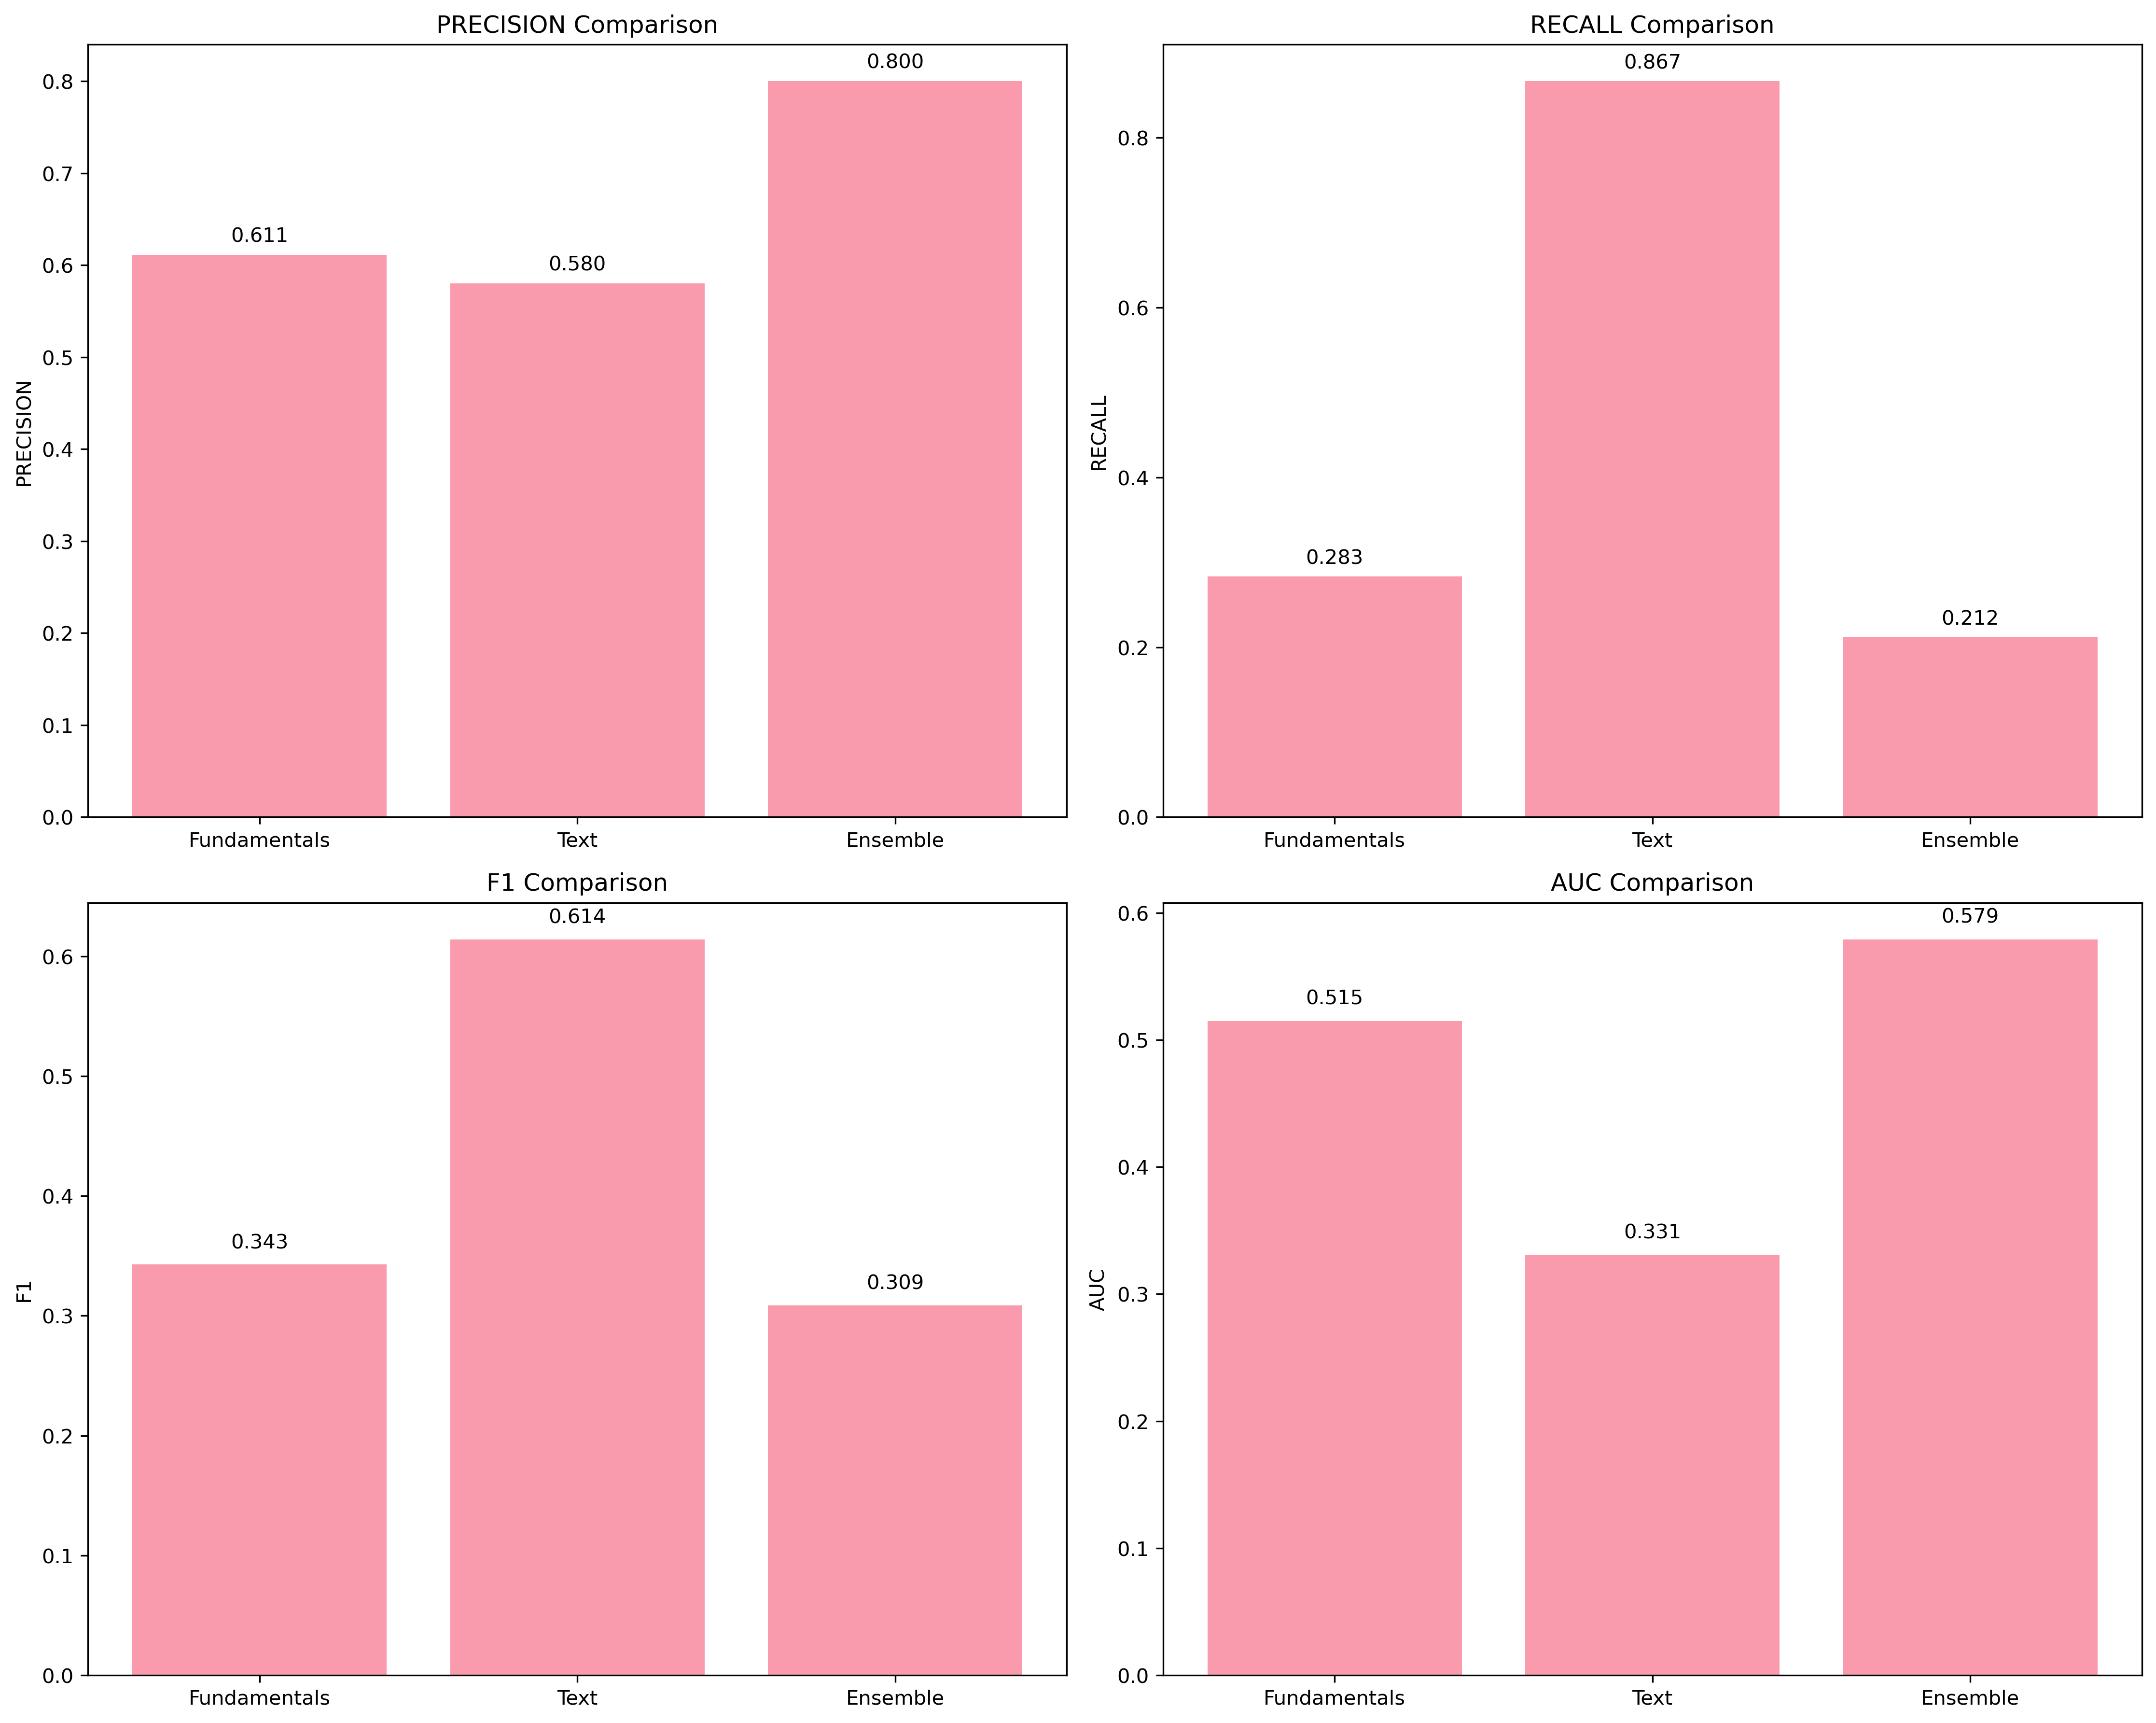 PRECISION Comparison
PRECISION
0.8
0.7
0.6
0.5
0.4
0.3
0.2
0.1
0.0
0.611
0.580
0.800
Fundamentals
Text
Ensemble
RECALL Comparison
RECALL
0.8
0.6
0.4
0.2
0.0
0.283
0.867
0.212
Fundamentals
Text
Ensemble
F1 Comparison
F1
0.6
0.5
0.4
0.3
0.2
0.1
0.0
0.343
0.614
0.309
Fundamentals
Text
Ensemble
AUC Comparison
AUC
0.6
0.5
0.4
0.3
0.2
0.1
0.0
0.515
0.331
0.579
Fundamentals
Text
Ensemble